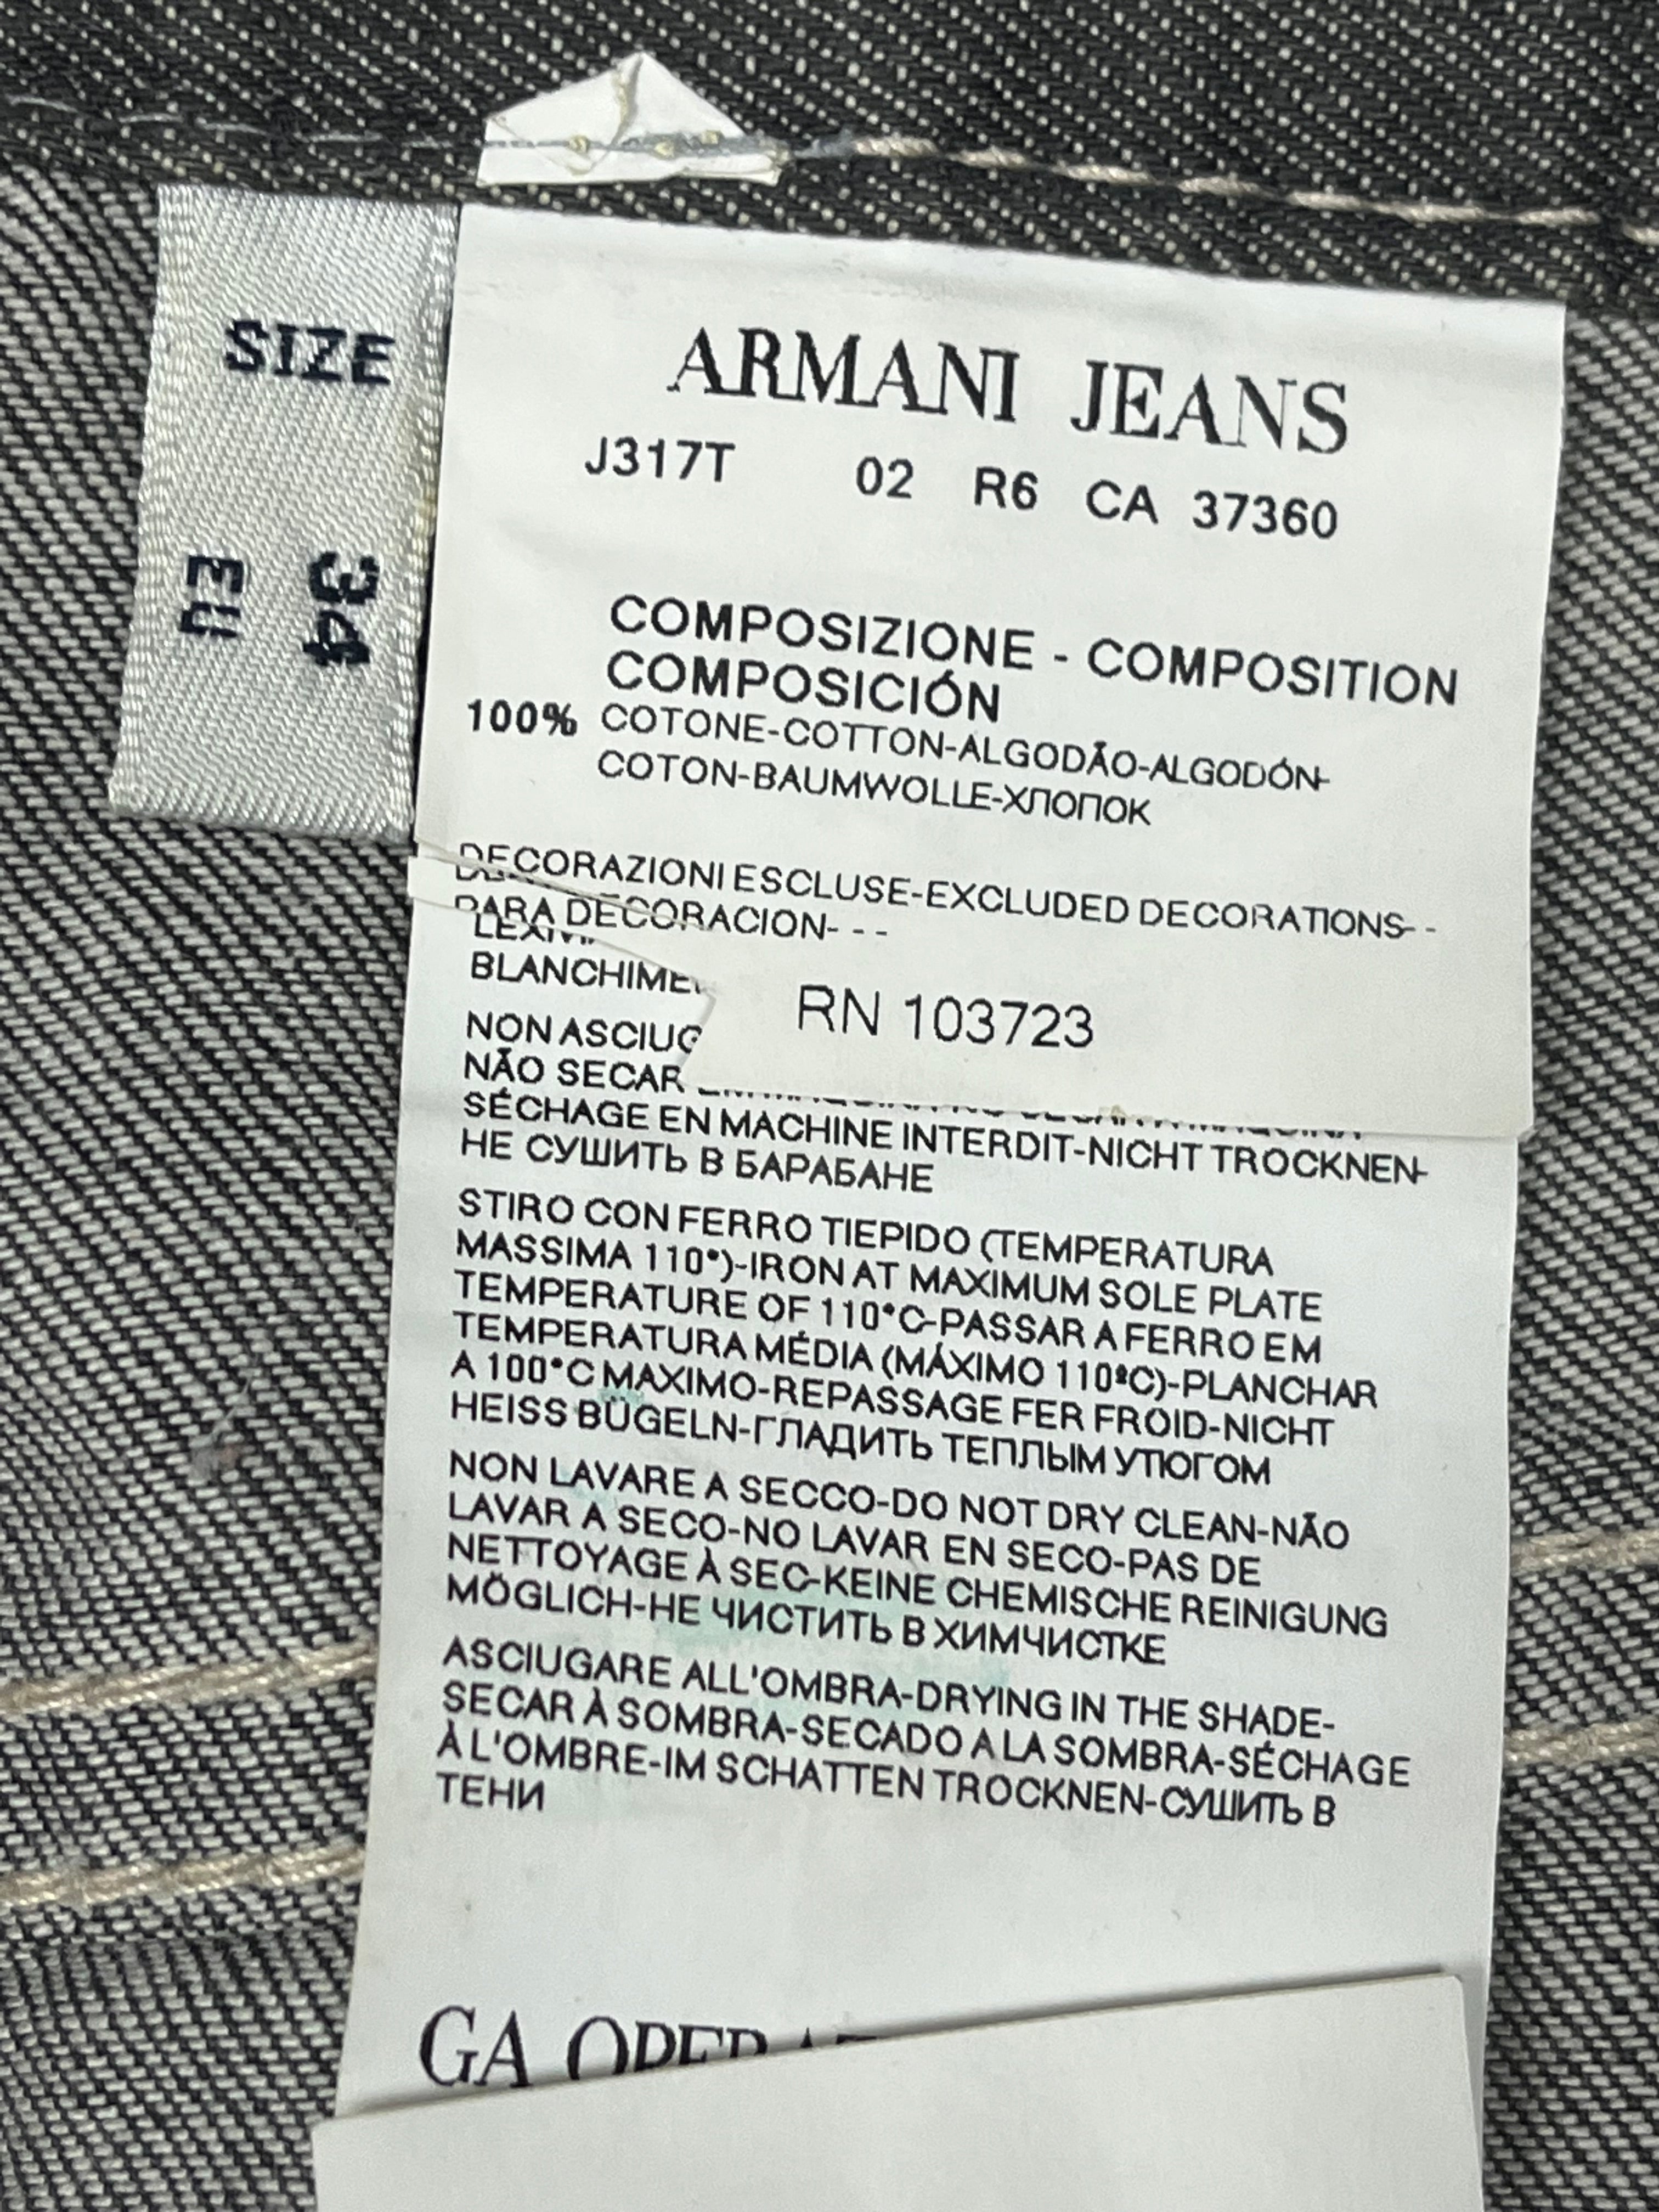 SIZE
34
EU
ARMANI JEANS
J317T 02 R6 CA 37360
COMPOSIZIONE - COMPOSITION
COMPOSICIÓN
100% COTONE-COTTON-ALGODÃO-ALGODÓN-
COTON-BAUMWOLLE-ХЛОПОК
DECORAZIONI ESCLUSE-EXCLUDED DECORATIONS- -
PARA DECORACION- - -
RN 103723
NON
NÃO SECAR
SÉCHAGE EN MACHINE INTERDIT-NICHT TROCKNEN-
НЕ СУШИТЬ В БАРАБАНЕ
STIRO CON FERRO TIEPIDO (TEMPERATURA
MASSIMA 110°)-IRON AT MAXIMUM SOLE PLATE
TEMPERATURE OF 110°C-PASSAR A FERRO EM
TEMPERATURA MÉDIA (MÁXIMO 110ºC)-PLANCHAR
A 100°C MAXIMO-REPASSAGE FER FROID-NICHT
HEISS BÜGELN-ГЛАДИТЬ ТЕПЛЫМ УТЮГОМ
NON LAVARE A SECCO-DO NOT DRY CLEAN-NÃO
LAVAR A SECO-NO LAVAR EN SECO-PAS DE
NETTOYAGE À SEC-KEINE CHEMISCHE REINIGUNG
MÖGLICH-НЕ ЧИСТИТЬ В ХИМЧИСТКЕ
ASCIUGARE ALL'OMBRA-DRYING IN THE SHADE-
SECAR À SOMBRA-SECADO A LA SOMBRA-SÉCHAGE
À L'OMBRE-IM SCHATTEN TROCKNEN-СУШИТЬ В
ТЕНИ
GA